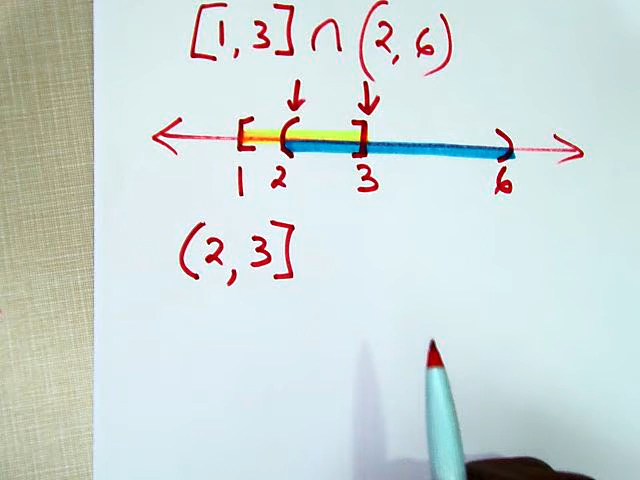 [1, 3] ∩ (2, 6)
1 2 3 6
(2, 3]